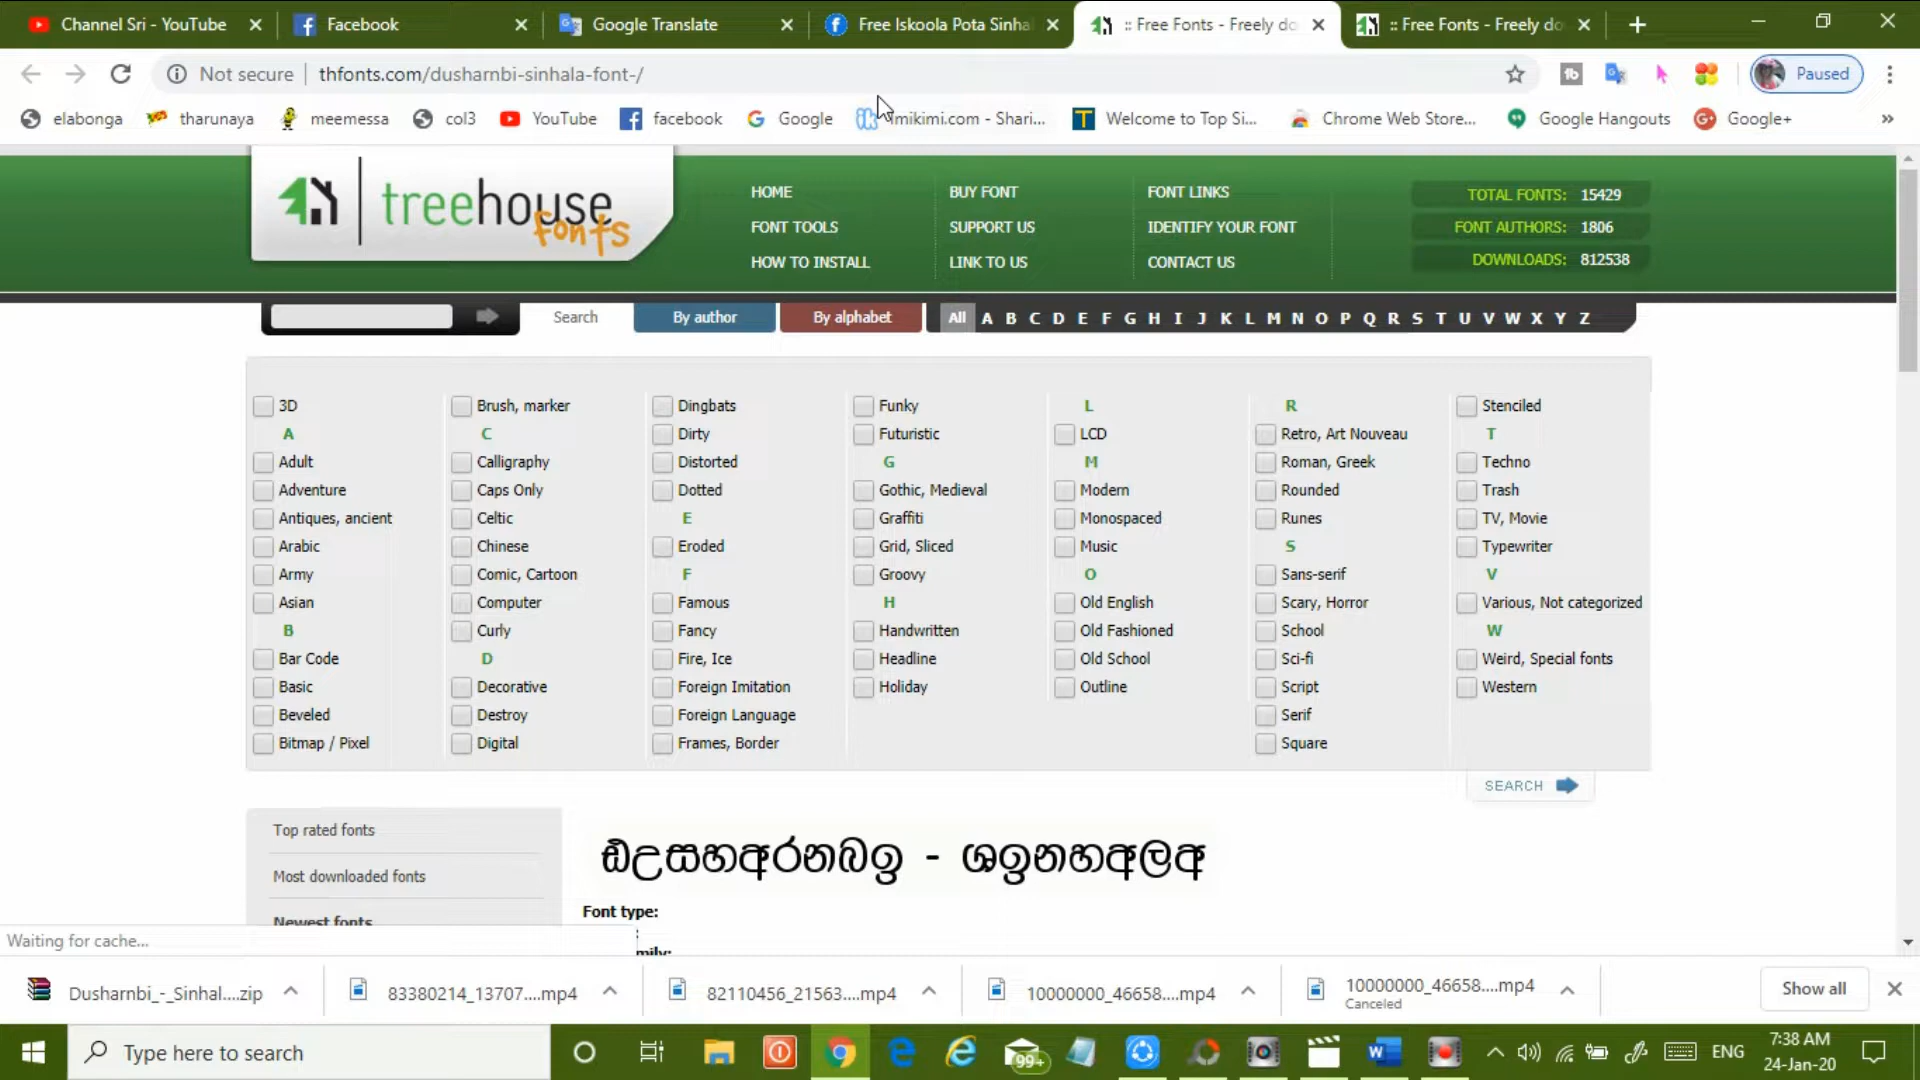 Channel Sri - YouTube
Facebook
Google Translate
Free Iskoola Pota Sinha
:: Free Fonts - Freely do
:: Free Fonts - Freely do
Not secure
thfonts.com/dusharnbi-sinhala-font-/
Paused
elabonga
tharunaya
meemessa
col3
YouTube
facebook
Google
imikimi.com - Shari...
Welcome to Top Si...
Chrome Web Store...
Google Hangouts
Google+
»
treehouse
fonts
HOME
BUY FONT
FONT LINKS
FONT TOOLS
SUPPORT US
IDENTIFY YOUR FONT
HOW TO INSTALL
LINK TO US
CONTACT US
TOTAL FONTS: 15429
FONT AUTHORS: 1806
DOWNLOADS: 812538
Search
By author
By alphabet
All A B C D E F G H I J K L M N O P Q R S T U V W X Y Z
3D
A
Adult
Adventure
Antiques, ancient
Arabic
Army
Asian
B
Bar Code
Basic
Beveled
Bitmap / Pixel
Brush, marker
C
Calligraphy
Caps Only
Celtic
Chinese
Comic, Cartoon
Computer
Curly
D
Decorative
Destroy
Digital
Dingbats
Dirty
Distorted
Dotted
E
Eroded
F
Famous
Fancy
Fire, Ice
Foreign Imitation
Foreign Language
Frames, Border
Funky
Futuristic
G
Gothic, Medieval
Graffiti
Grid, Sliced
Groovy
H
Handwritten
Headline
Holiday
L
LCD
M
Modern
Monospaced
Music
O
Old English
Old Fashioned
Old School
Outline
R
Retro, Art Nouveau
Roman, Greek
Rounded
Runes
S
Sans-serif
Scary, Horror
School
Sci-fi
Script
Serif
Square
Stenciled
T
Techno
Trash
TV, Movie
Typewriter
V
Various, Not categorized
W
Weird, Special fonts
Western
SEARCH
Top rated fonts
Most downloaded fonts
Newest fonts
ඪඋසහඅරනබඉ - ශඉනහඅලඅ
Font type:
mily:
Waiting for cache...
Dusharnbi_-_Sinhal....zip
83380214_13707....mp4
82110456_21563....mp4
10000000_46658....mp4
10000000_46658....mp4
Canceled
Show all
Type here to search
99+
ENG
7:38 AM
24-Jan-20